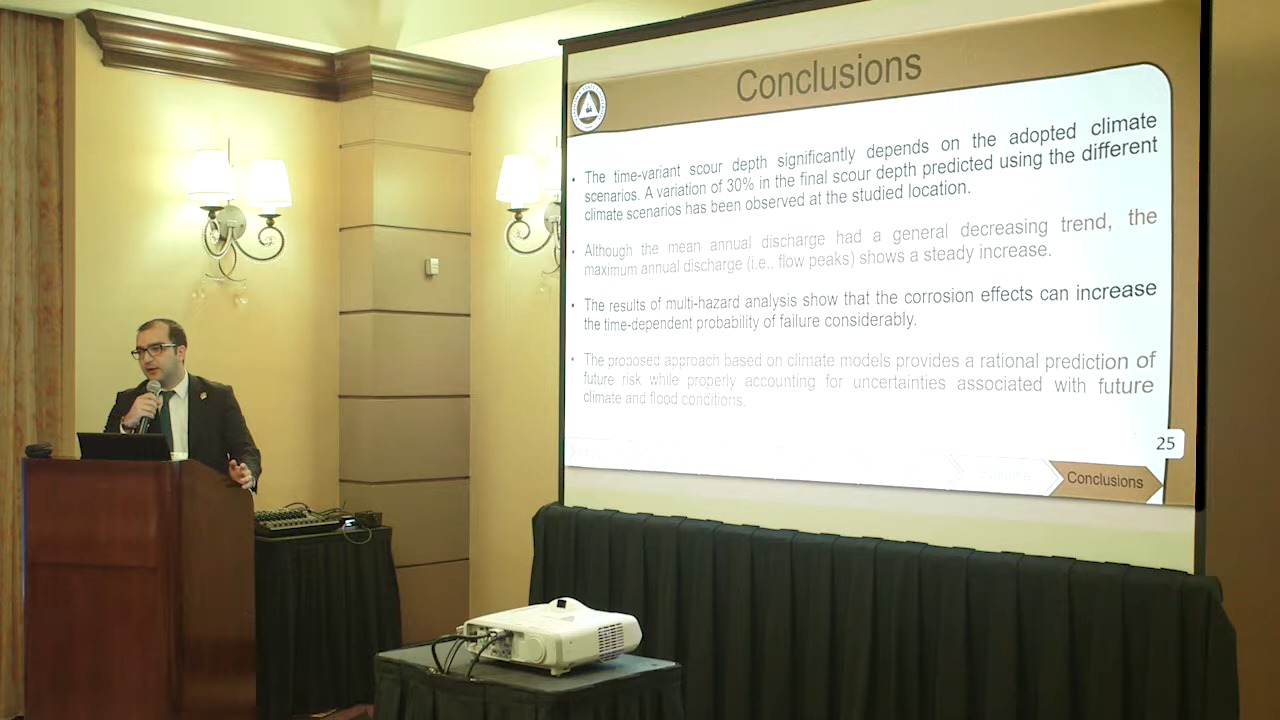 Conclusions
• The time-variant scour depth significantly depends on the adopted climate
scenarios. A variation of 30% in the final scour depth predicted using the different
climate scenarios has been observed at the studied location.
• Although the mean annual discharge had a general decreasing trend, the
maximum annual discharge (i.e.. flow peaks) shows a steady increase.
• The results of multi-hazard analysis show that the corrosion effects can increase
the time-dependent probability of failure considerably.
• The proposed approach based on climate models provides a rational prediction of
future risk while properly accounting for uncertainties associated with future
climate and flood conditions.
25
Conclusions